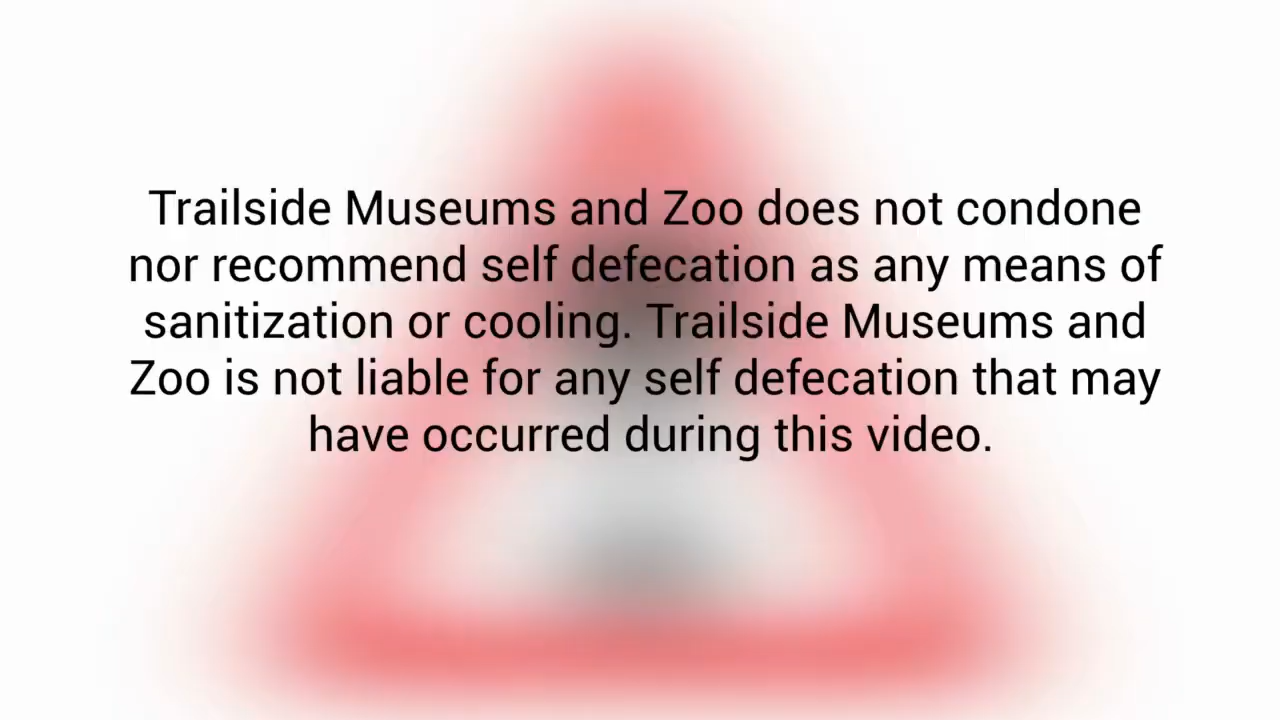 Trailside Museums and Zoo does not condone
nor recommend self defecation as any means of
sanitization or cooling. Trailside Museums and
Zoo is not liable for any self defecation that may
have occurred during this video.